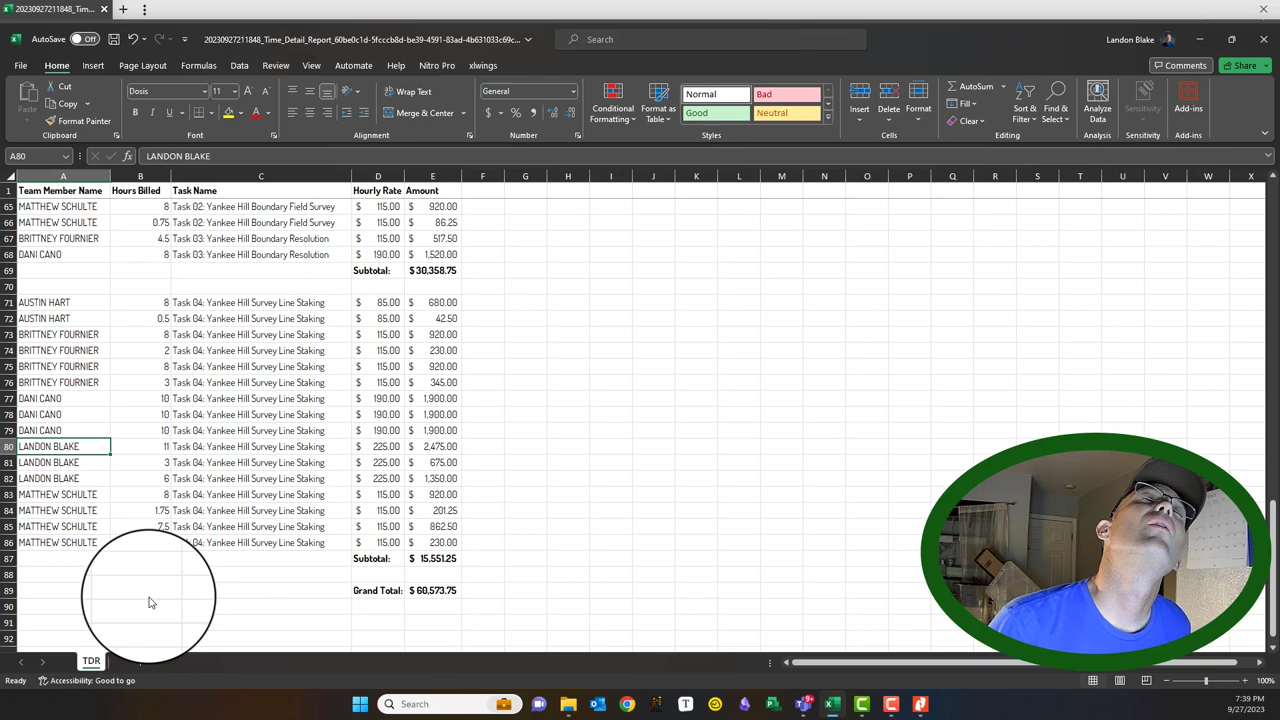 20230927211948_Time... × + 
AutoSave Off 20230927211948_Time_Detail_Report_60be0c1d-5fcccb8d-be39-4591-83ad-4b631033c69c... Search Landon Blake
File Home Insert Page Layout Formulas Data Review View Automate Help Nitro Pro xlwings Comments Share
Paste Cut Copy Format Painter Clipboard
Dosis 11 B I U Font
Wrap Text Merge & Center Alignment
General $ % Number
Conditional Formatting Format as Table Normal Bad Good Neutral Styles
Insert Delete Format Cells
AutoSum Fill Clear Sort & Filter Find & Select Editing
Analyze Data Analysis Sensitivity Sensitivity Add-ins Add-ins
A80 fx LANDON BLAKE
A B C D E F G H I J K L M N O P Q R S T U V W X
1 Team Member Name Hours Billed Task Name Hourly Rate Amount
65 MATTHEW SCHULTE 8 Task 02: Yankee Hill Boundary Field Survey $ 115.00 $ 920.00
66 MATTHEW SCHULTE 0.75 Task 02: Yankee Hill Boundary Field Survey $ 115.00 $ 86.25
67 BRITTNEY FOURNIER 4.5 Task 03: Yankee Hill Boundary Resolution $ 115.00 $ 517.50
68 DANI CANO 8 Task 03: Yankee Hill Boundary Resolution $ 190.00 $ 1,520.00
69 Subtotal: $ 30,358.75
70
71 AUSTIN HART 8 Task 04: Yankee Hill Survey Line Staking $ 85.00 $ 680.00
72 AUSTIN HART 0.5 Task 04: Yankee Hill Survey Line Staking $ 85.00 $ 42.50
73 BRITTNEY FOURNIER 8 Task 04: Yankee Hill Survey Line Staking $ 115.00 $ 920.00
74 BRITTNEY FOURNIER 2 Task 04: Yankee Hill Survey Line Staking $ 115.00 $ 230.00
75 BRITTNEY FOURNIER 8 Task 04: Yankee Hill Survey Line Staking $ 115.00 $ 920.00
76 BRITTNEY FOURNIER 3 Task 04: Yankee Hill Survey Line Staking $ 115.00 $ 345.00
77 DANI CANO 10 Task 04: Yankee Hill Survey Line Staking $ 190.00 $ 1,900.00
78 DANI CANO 10 Task 04: Yankee Hill Survey Line Staking $ 190.00 $ 1,900.00
79 DANI CANO 10 Task 04: Yankee Hill Survey Line Staking $ 190.00 $ 1,900.00
80 LANDON BLAKE 11 Task 04: Yankee Hill Survey Line Staking $ 225.00 $ 2,475.00
81 LANDON BLAKE 3 Task 04: Yankee Hill Survey Line Staking $ 225.00 $ 675.00
82 LANDON BLAKE 6 Task 04: Yankee Hill Survey Line Staking $ 225.00 $ 1,350.00
83 MATTHEW SCHULTE 8 Task 04: Yankee Hill Survey Line Staking $ 115.00 $ 920.00
84 MATTHEW SCHULTE 1.75 Task 04: Yankee Hill Survey Line Staking $ 115.00 $ 201.25
85 MATTHEW SCHULTE 7.5 Task 04: Yankee Hill Survey Line Staking $ 115.00 $ 862.50
86 MATTHEW SCHULTE 04: Yankee Hill Survey Line Staking $ 115.00 $ 230.00
87 Subtotal: $ 15,551.25
88
89 Grand Total: $ 60,573.75
90
91
92
TDR
Ready Accessibility: Good to go 100%
Search 7:39 PM
9/27/2023